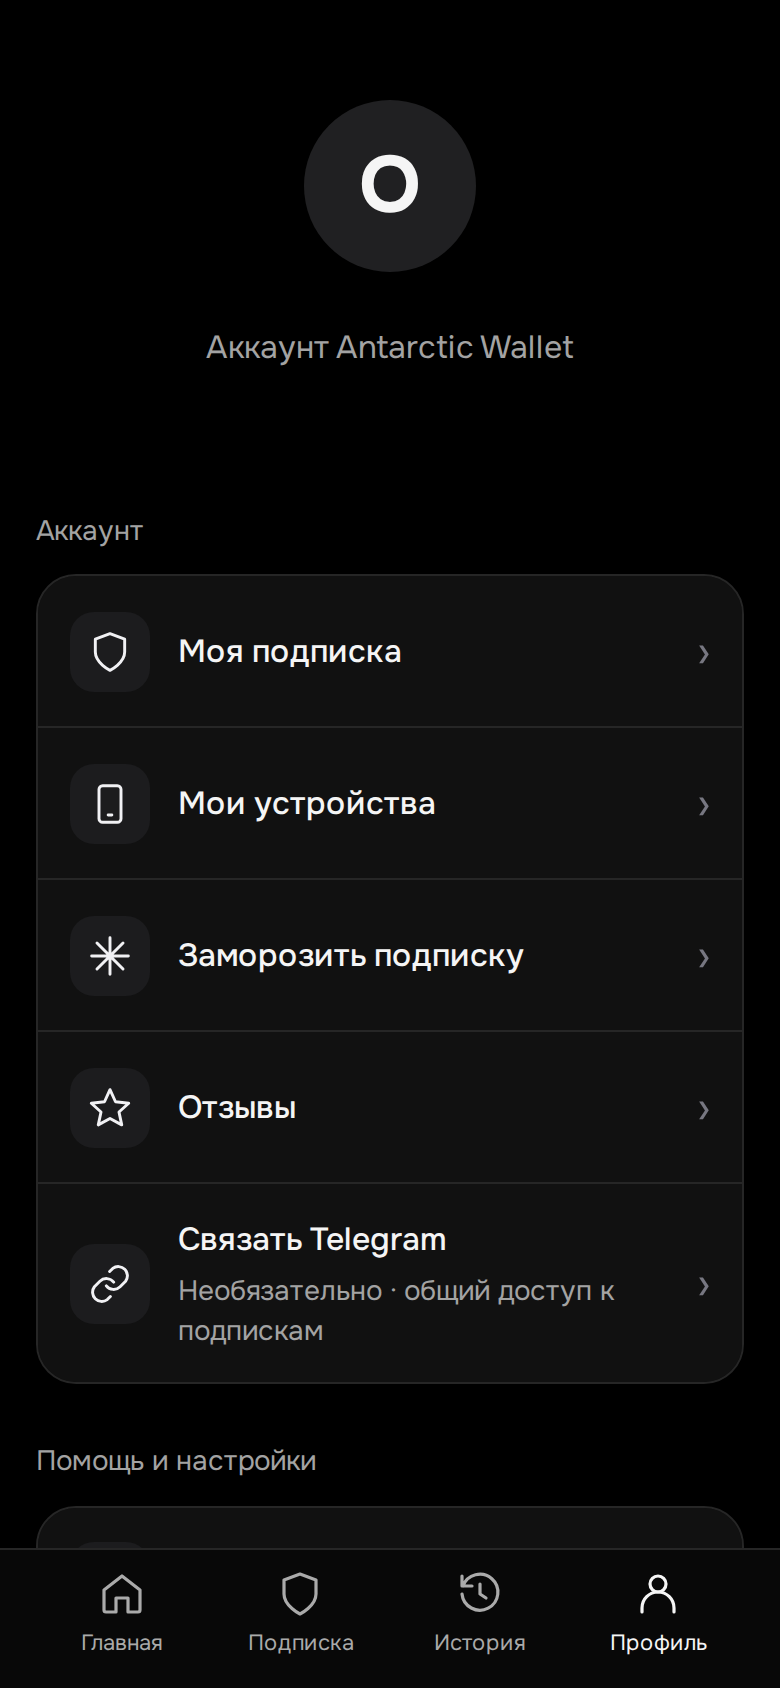 O
Аккаунт Antarctic Wallet
Аккаунт
Моя подписка
Мои устройства
Заморозить подписку
Отзывы
Связать Telegram
Необязательно · общий доступ к
подпискам
Помощь и настройки
Главная
Подписка
История
Профиль